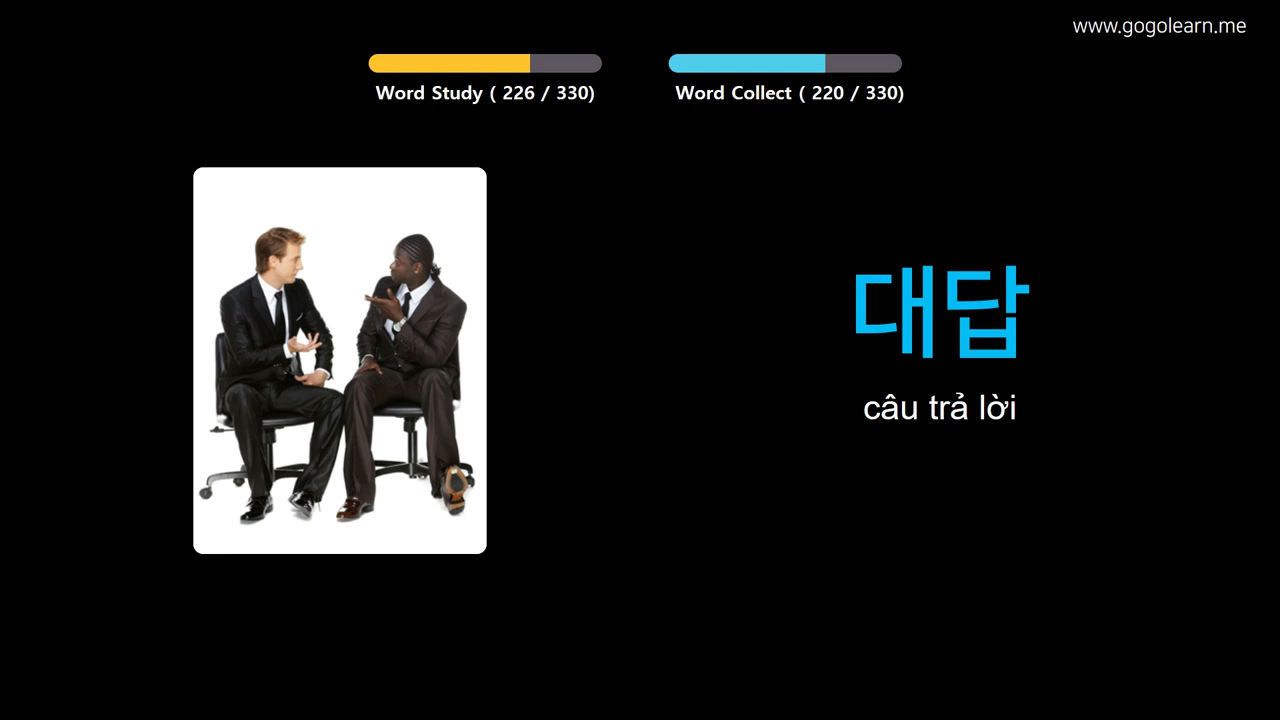 www.gogolearn.me
Word Study ( 226 / 330)
Word Collect ( 220 / 330)
대답
câu trả lời